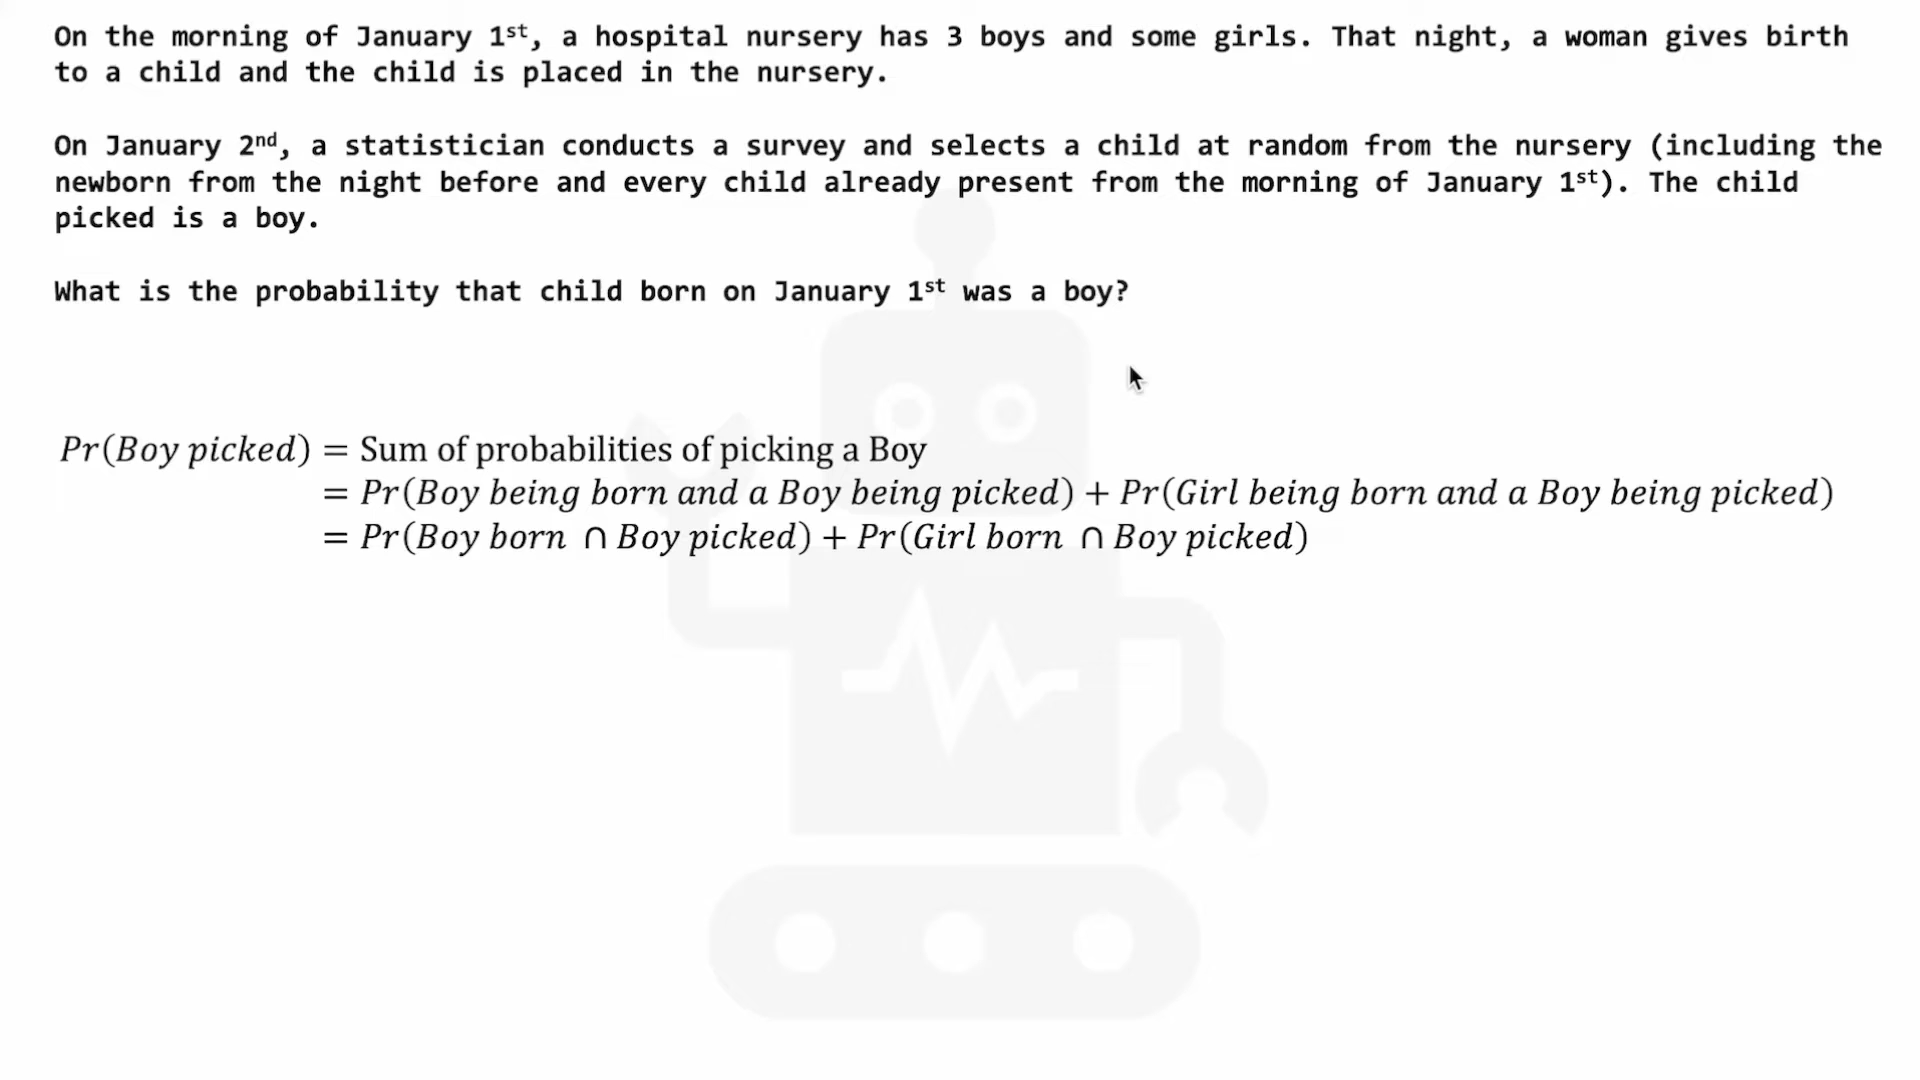 On the morning of January 1st, a hospital nursery has 3 boys and some girls. That night, a woman gives birth
to a child and the child is placed in the nursery.
On January 2nd, a statistician conducts a survey and selects a child at random from the nursery (including the
newborn from the night before and every child already present from the morning of January 1st). The child
picked is a boy.
What is the probability that child born on January 1st was a boy?
Pr(Boy picked) = Sum of probabilities of picking a Boy
= Pr(Boy being born and a Boy being picked) + Pr(Girl being born and a Boy being picked)
= Pr(Boy born ∩ Boy picked) + Pr(Girl born ∩ Boy picked)